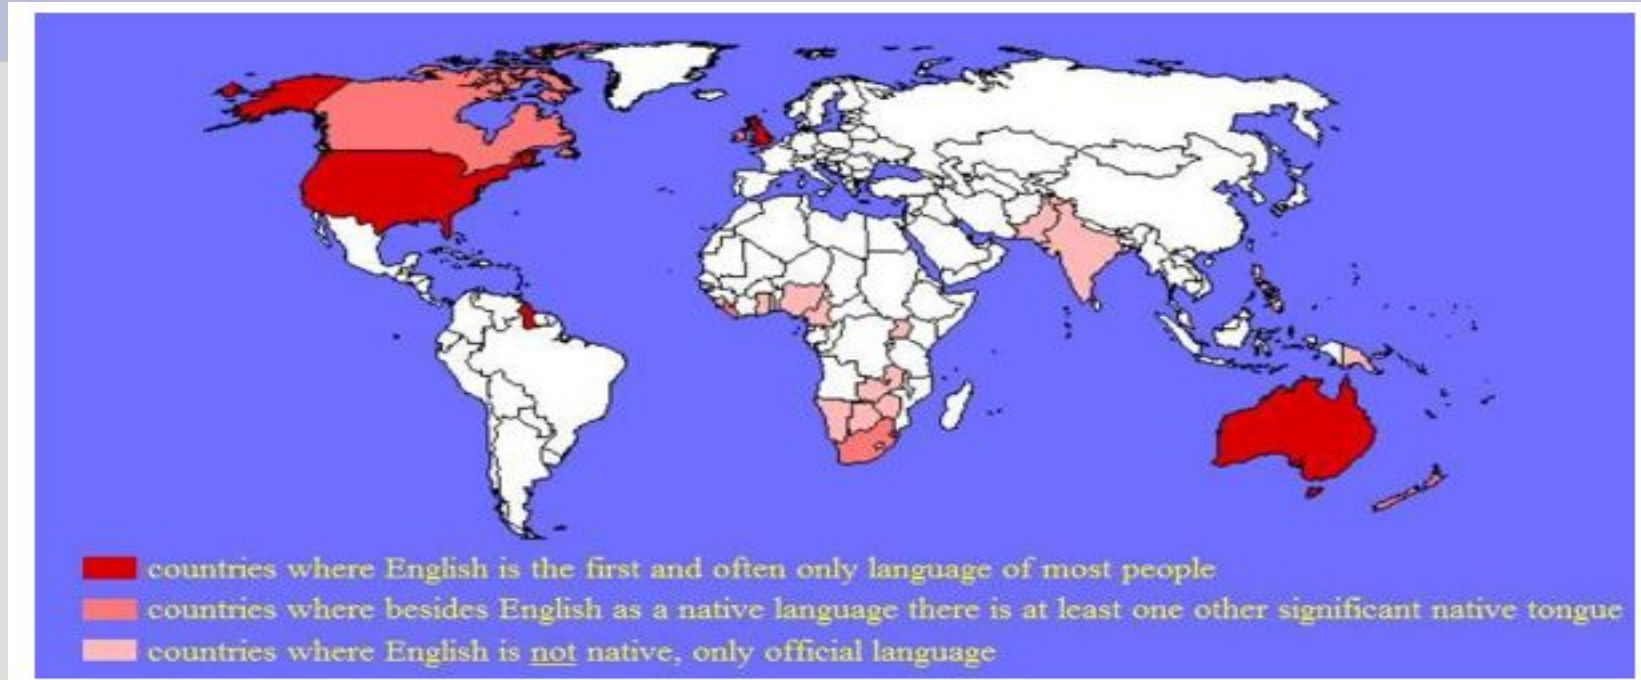 countries where English is the first and often only language of most people
countries where besides English as a native language there is at least one other significant native tongue
countries where English is not native, only official language